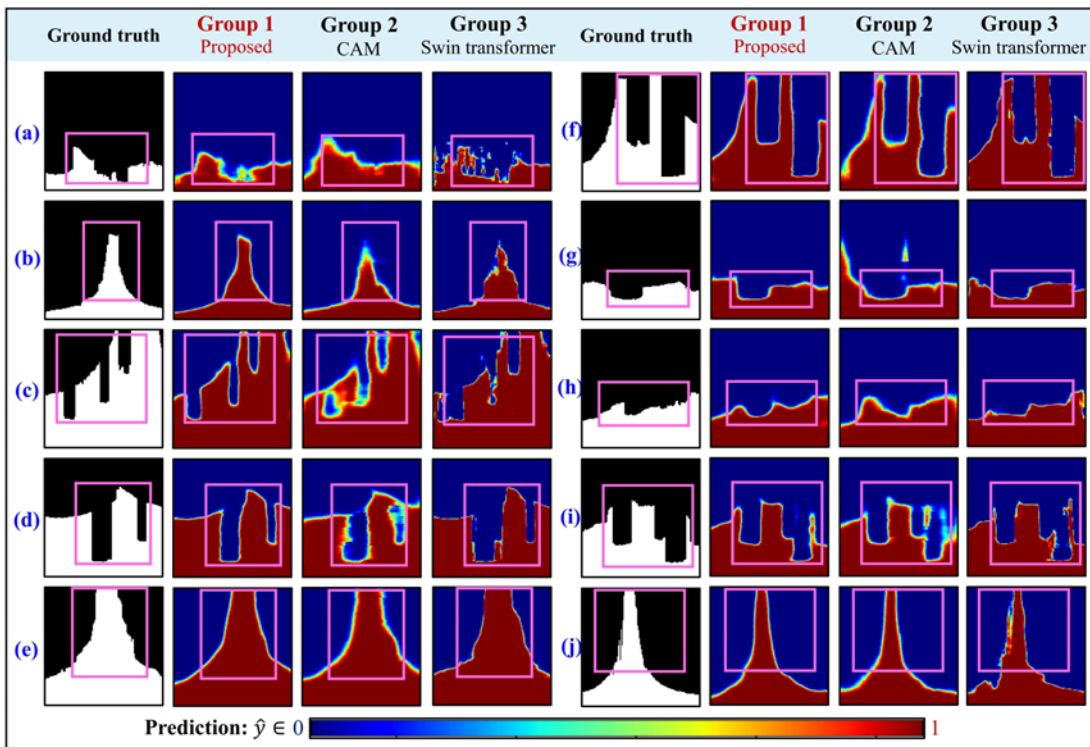 Ground truth Group 1 Group 2 Group 3 Ground truth Group 1 Group 2 Group 3
Proposed CAM Swin transformer Proposed CAM Swin transformer
(a) (f)
(b) (g)
(c) (h)
(d) (i)
(e) (j)
Prediction: ŷ ∈ 0 1